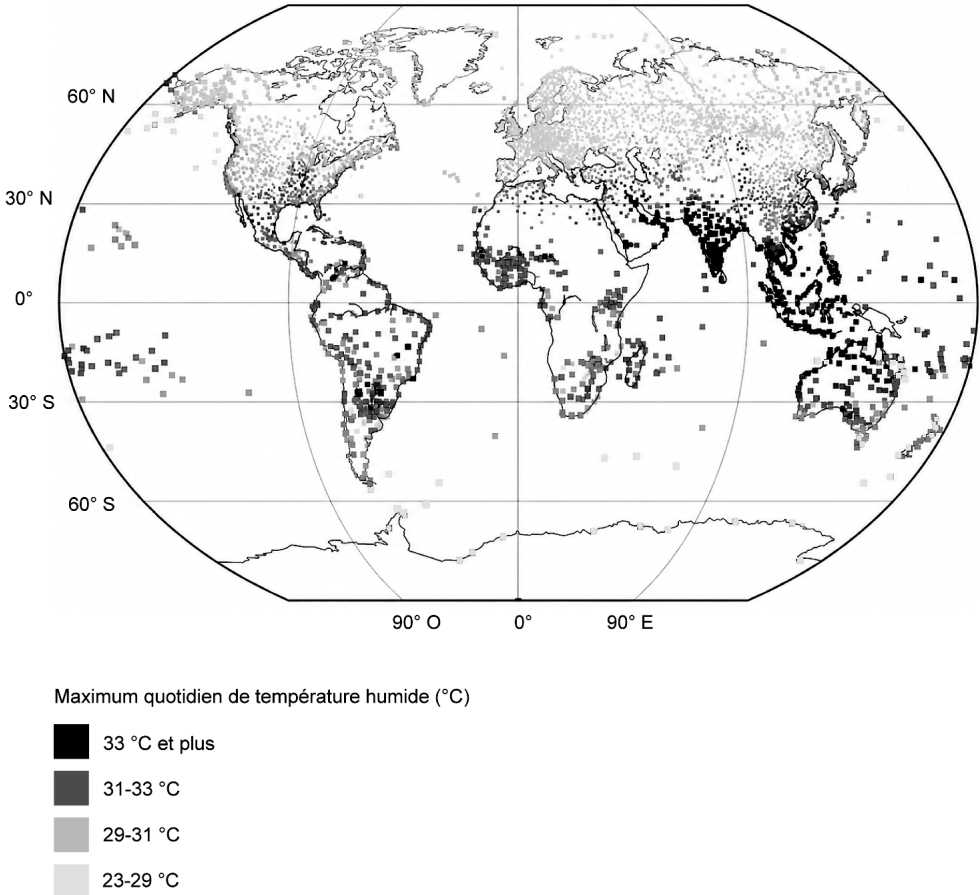 60° N
30° N
0°
30° S
60° S
90° O 0° 90° E
Maximum quotidien de température humide (°C)
33 °C et plus
31-33 °C
29-31 °C
23-29 °C